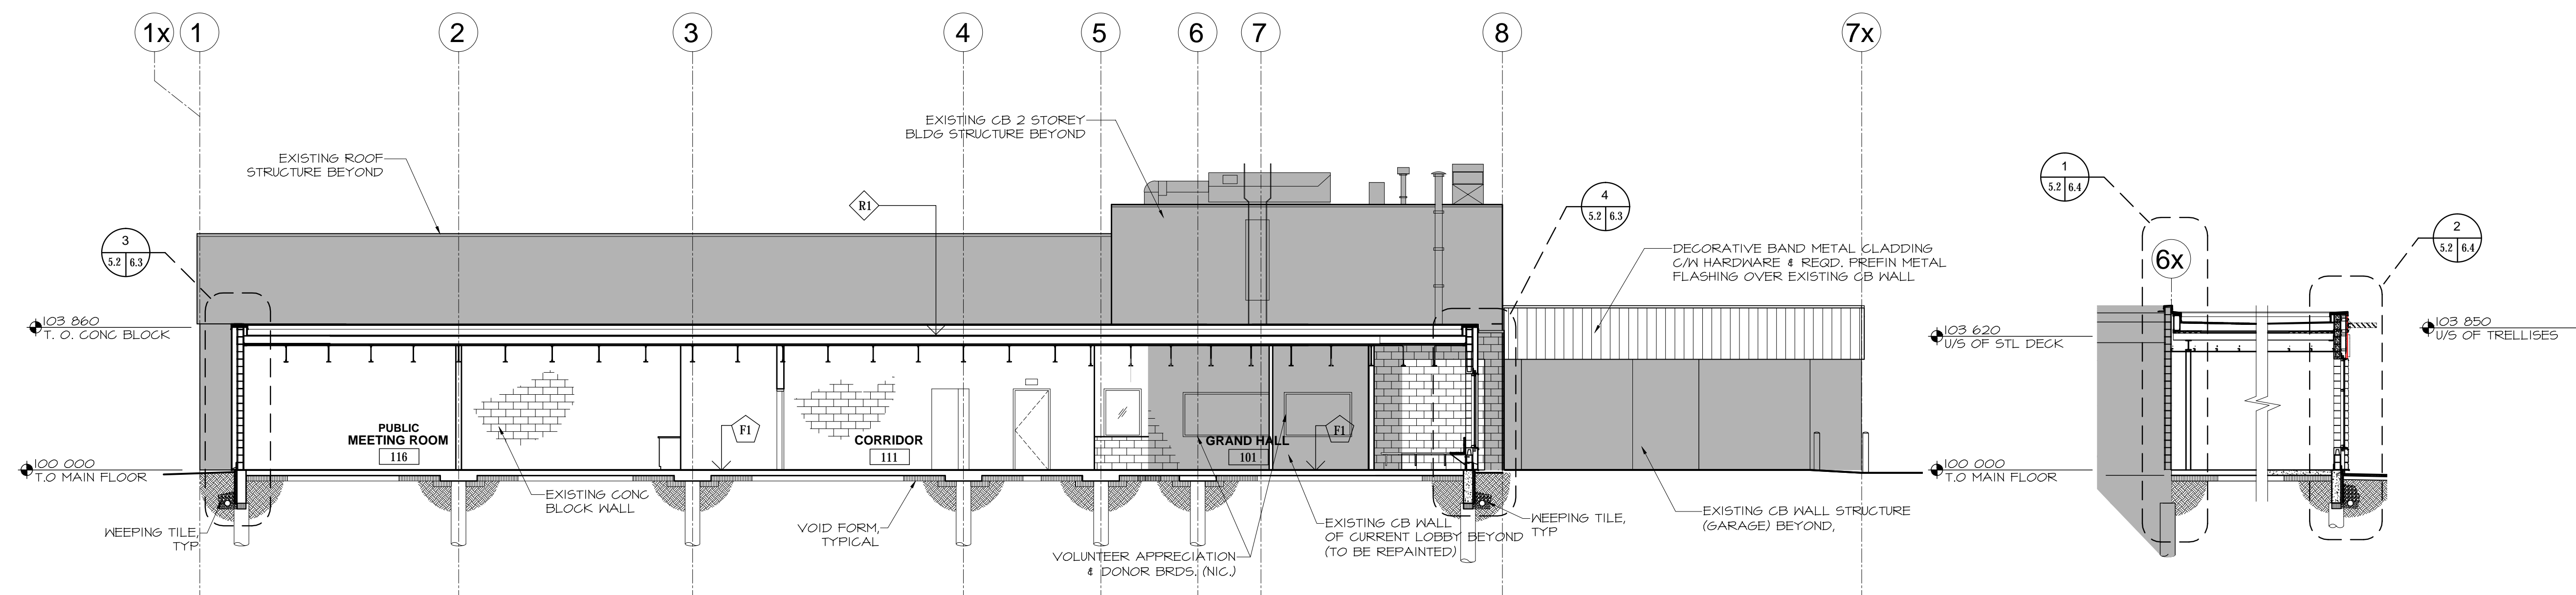 1x
1
2
3
4
5
6
7
8
7x
EXISTING CB 2 STOREY
BLDG STRUCTURE BEYOND
EXISTING ROOF
STRUCTURE BEYOND
R1
3
5.2 6.3
4
5.2 6.3
1
5.2 6.4
2
5.2 6.4
6x
DECORATIVE BAND METAL CLADDING
C/W HARDWARE & REQD. PREFIN METAL
FLASHING OVER EXISTING CB WALL
103 860
T. O. CONC BLOCK
103 620
U/S OF STL DECK
103 850
U/S OF TRELLISES
PUBLIC
MEETING ROOM
116
CORRIDOR
111
GRAND HALL
101
F1
F1
100 000
T.O MAIN FLOOR
100 000
T.O MAIN FLOOR
WEEPING TILE,
TYP
EXISTING CONC
BLOCK WALL
VOID FORM,
TYPICAL
VOLUNTEER APPRECIATION
& DONOR BRDS. (NIC.)
EXISTING CB WALL
OF CURRENT LOBBY BEYOND
(TO BE REPAINTED)
WEEPING TILE,
TYP
EXISTING CB WALL STRUCTURE
(GARAGE) BEYOND,